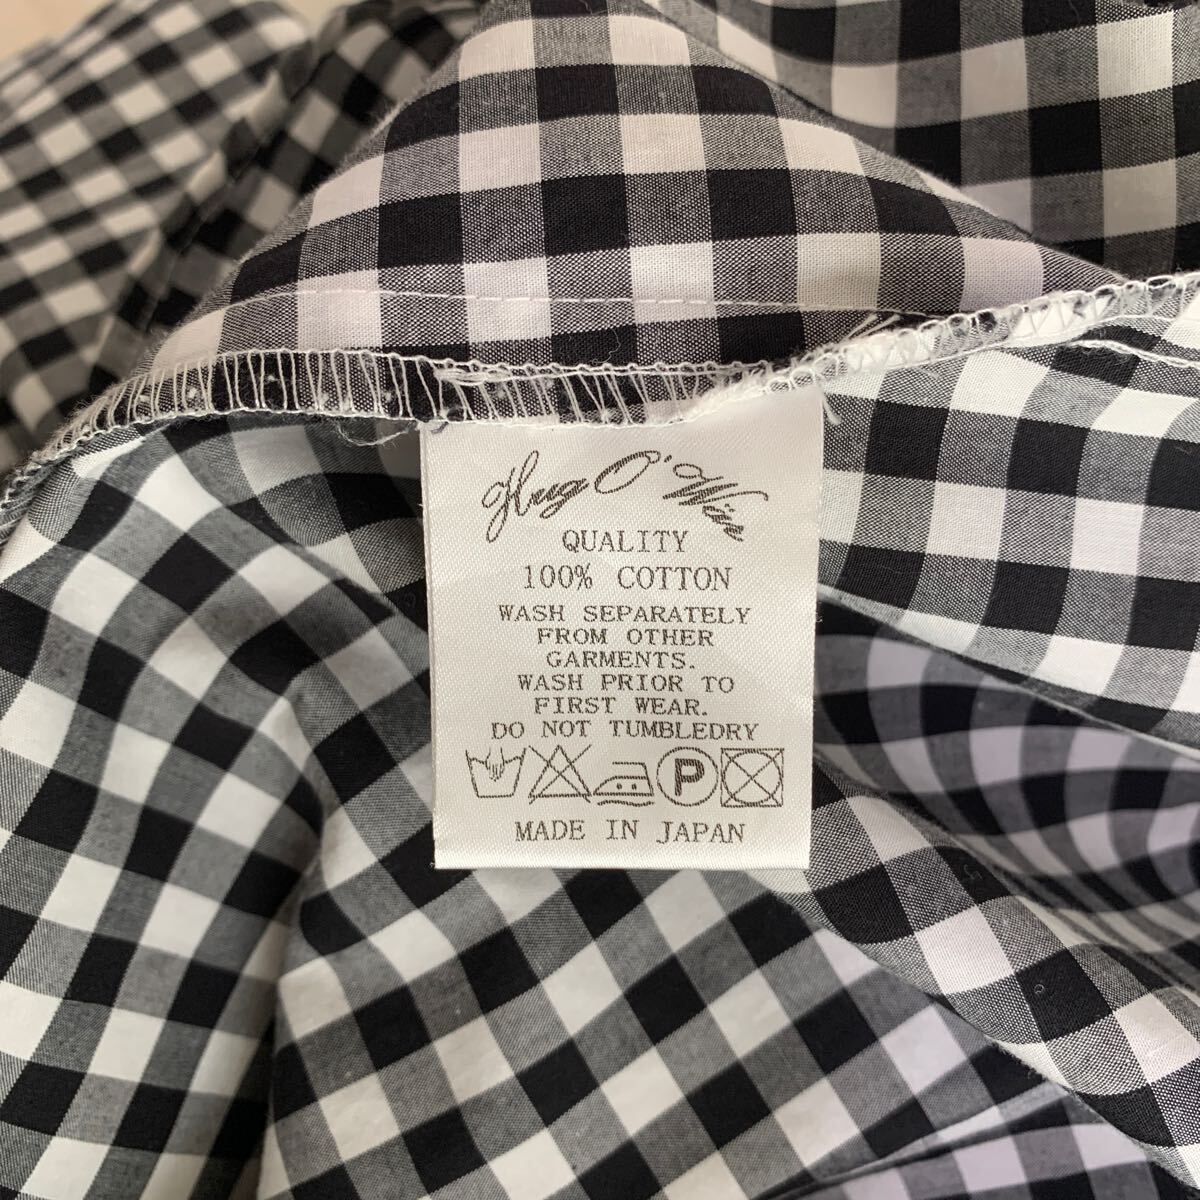 Hug O' War
QUALITY
100% COTTON
WASH SEPARATELY
FROM OTHER
GARMENTS.
WASH PRIOR TO
FIRST WEAR.
DO NOT TUMBLEDRY
P
MADE IN JAPAN